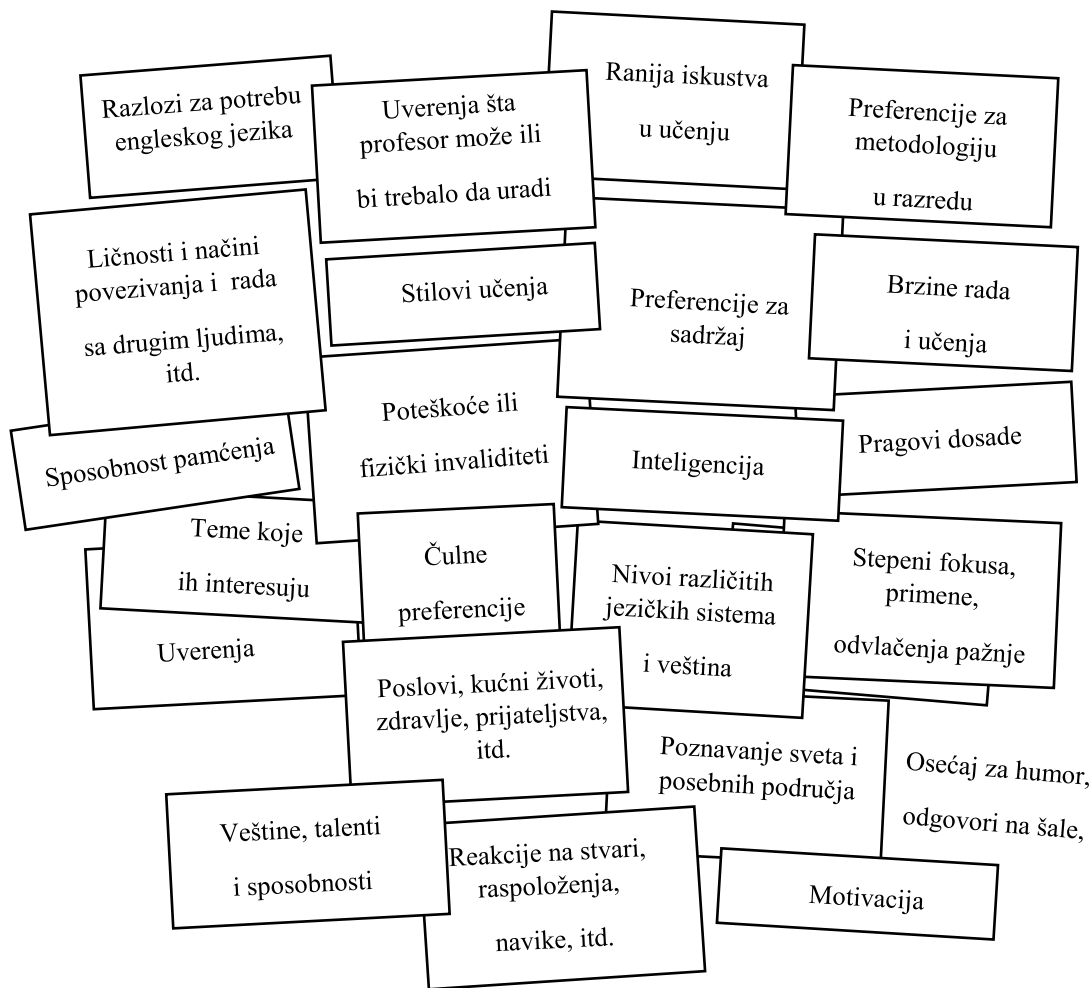 Razlozi za potrebu
engleskog jezika
Uverenja šta
profesor može ili
bi trebalo da uradi
Ranija iskustva
u učenju
Preferencije za
metodologiju
u razredu
Ličnosti i načini
povezivanja i rada
sa drugim ljudima,
itd.
Stilovi učenja
Preferencije za
sadržaj
Brzine rada
i učenja
Sposobnost pamćenja
Poteškoće ili
fizički invaliditeti
Inteligencija
Pragovi dosade
Teme koje
ih interesuju
Čulne
preferencije
Nivoi različitih
jezičkih sistema
i veština
Stepeni fokusa,
primene,
odvlačenja pažnje
Uverenja
Poslovi, kućni životi,
zdravlje, prijateljstva,
itd.
Poznavanje sveta i
posebnih područja
Osećaj za humor,
odgovori na šale,
Veštine, talenti
i sposobnosti
Reakcije na stvari,
raspoloženja,
navike, itd.
Motivacija